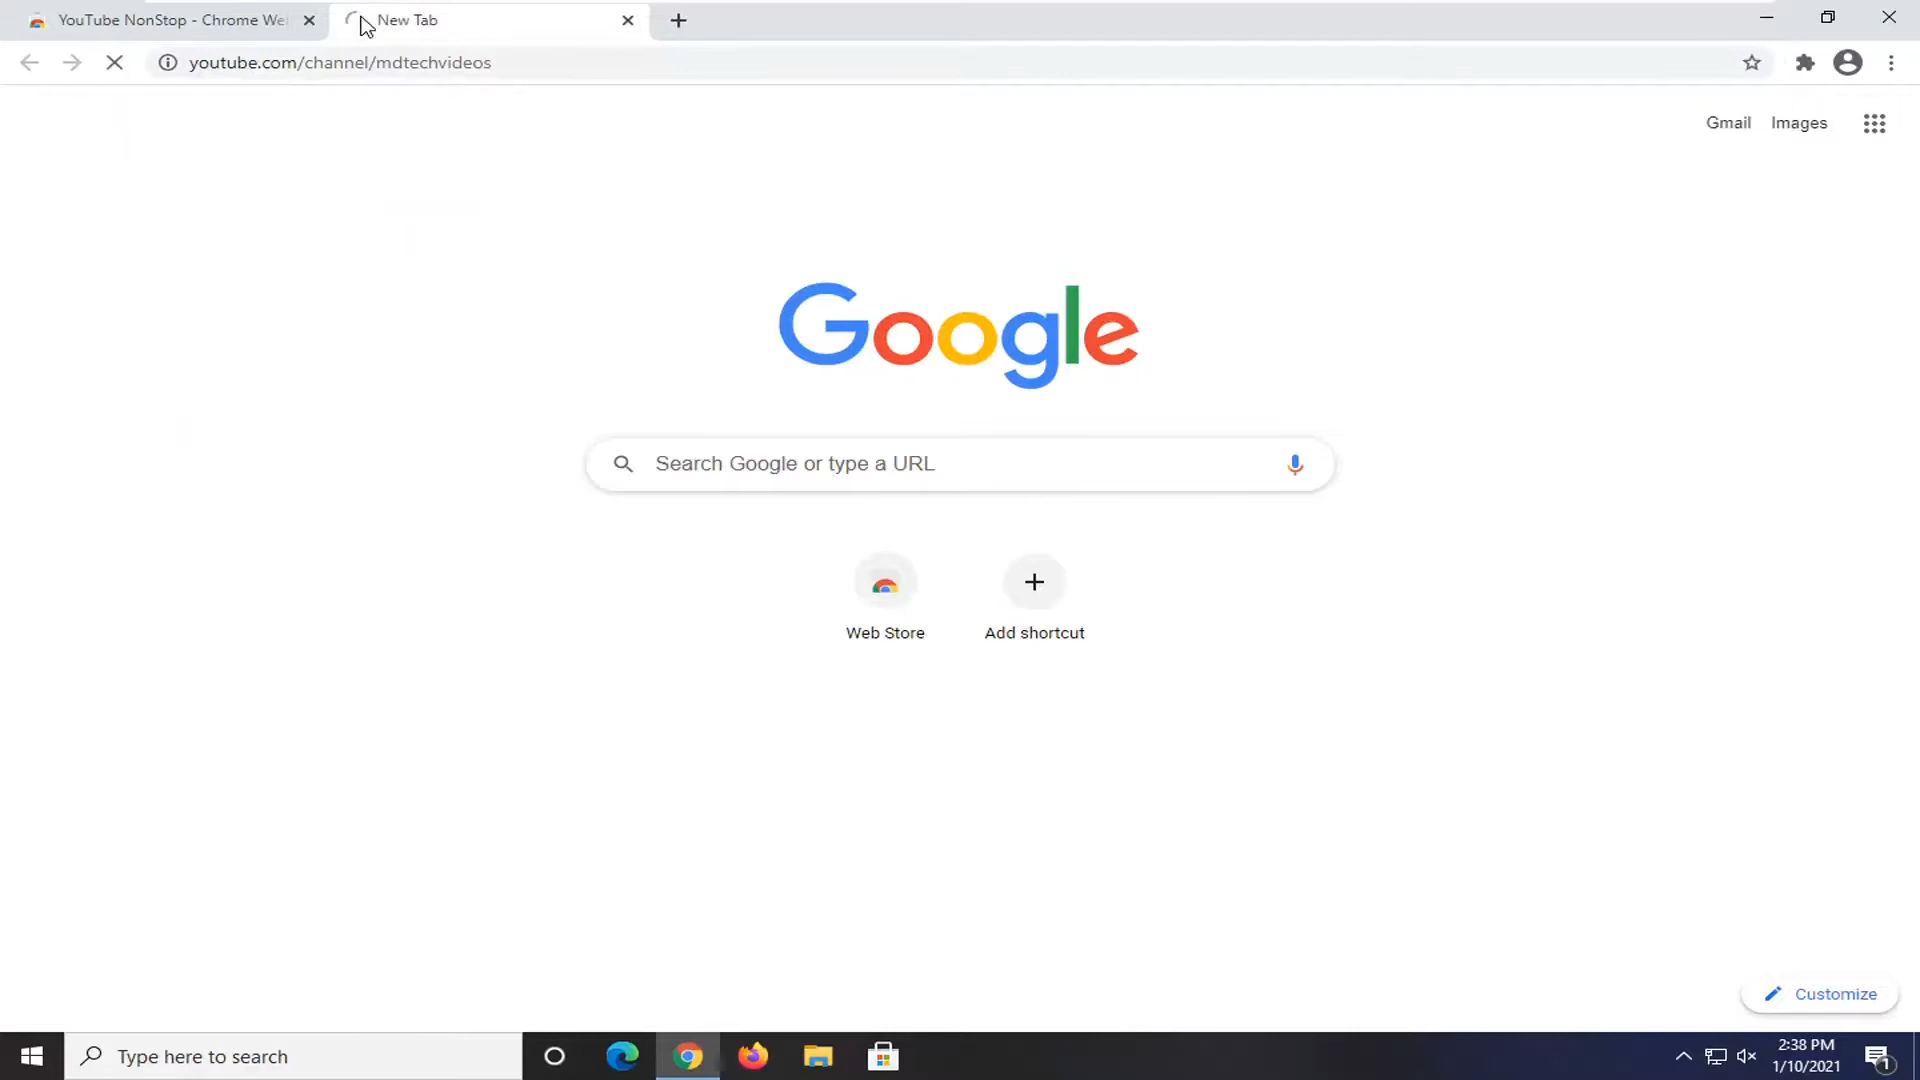 YouTube NonStop - Chrome We
New Tab
youtube.com/channel/mdtechvideos
Gmail Images
Google
Search Google or type a URL
Web Store Add shortcut
Customize
Type here to search
2:38 PM
1/10/2021
1